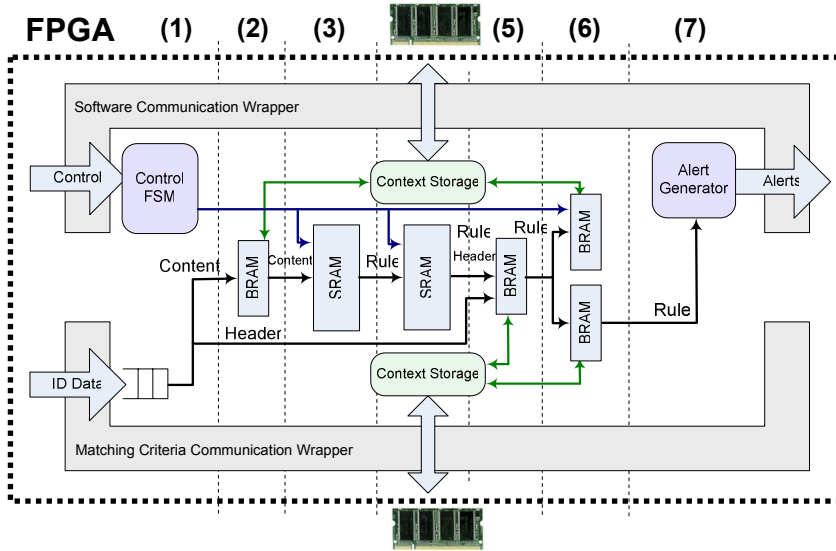 FPGA (1) (2) (3) (5) (6) (7)
Software Communication Wrapper
Control
Control
FSM
Context Storage
Alert
Generator
Alerts
BRAM
Rule
Rule
Content
Content
Rule
Header
BRAM
SRAM
SRAM
BRAM
BRAM
Header
Rule
Context Storage
ID Data
Matching Criteria Communication Wrapper